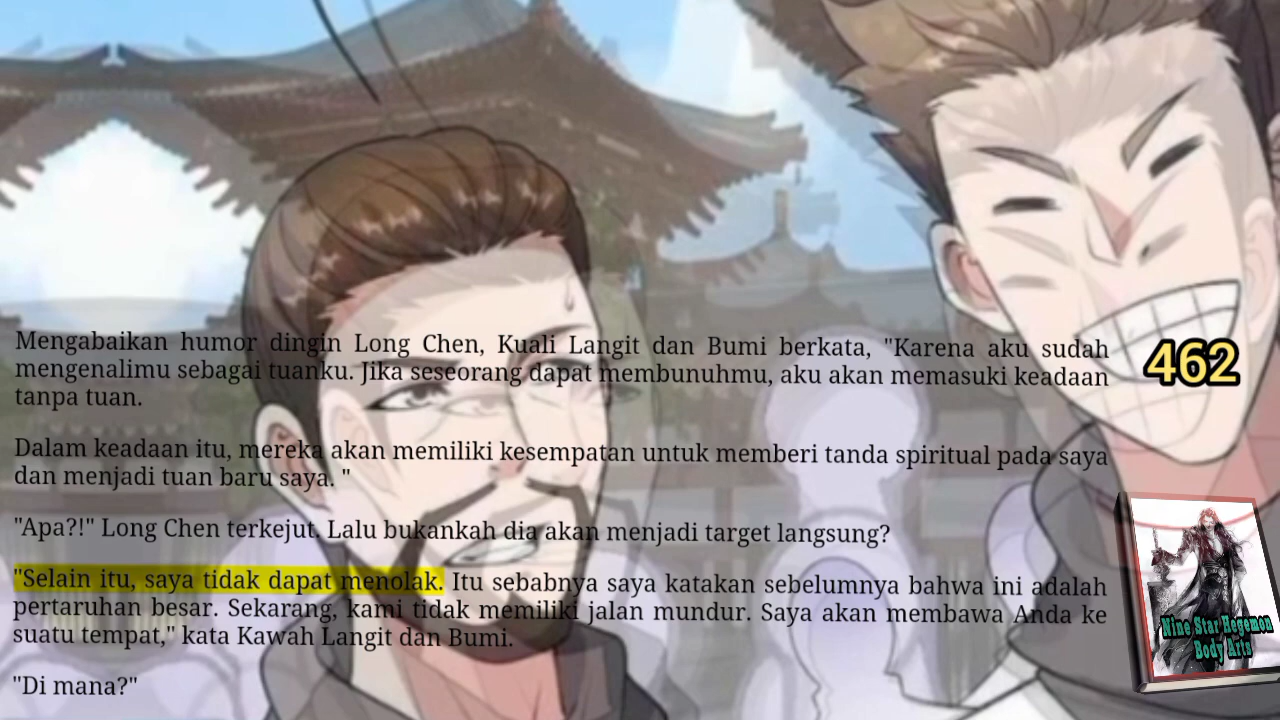 Mengabaikan humor dingin Long Chen, Kuali Langit dan Bumi berkata, "Karena aku sudah
mengenalimu sebagai tuanku. Jika seseorang dapat membunuhmu, aku akan memasuki keadaan
tanpa tuan.
Dalam keadaan itu, mereka akan memiliki kesempatan untuk memberi tanda spiritual pada saya
dan menjadi tuan baru saya. "
"Apa?!" Long Chen terkejut. Lalu bukankah dia akan menjadi target langsung?
"Selain itu, saya tidak dapat menolak. Itu sebabnya saya katakan sebelumnya bahwa ini adalah
pertaruhan besar. Sekarang, kami tidak memiliki jalan mundur. Saya akan membawa Anda ke
suatu tempat," kata Kawah Langit dan Bumi.
"Di mana?"
462
Nine Star Hegemon
Body Arts